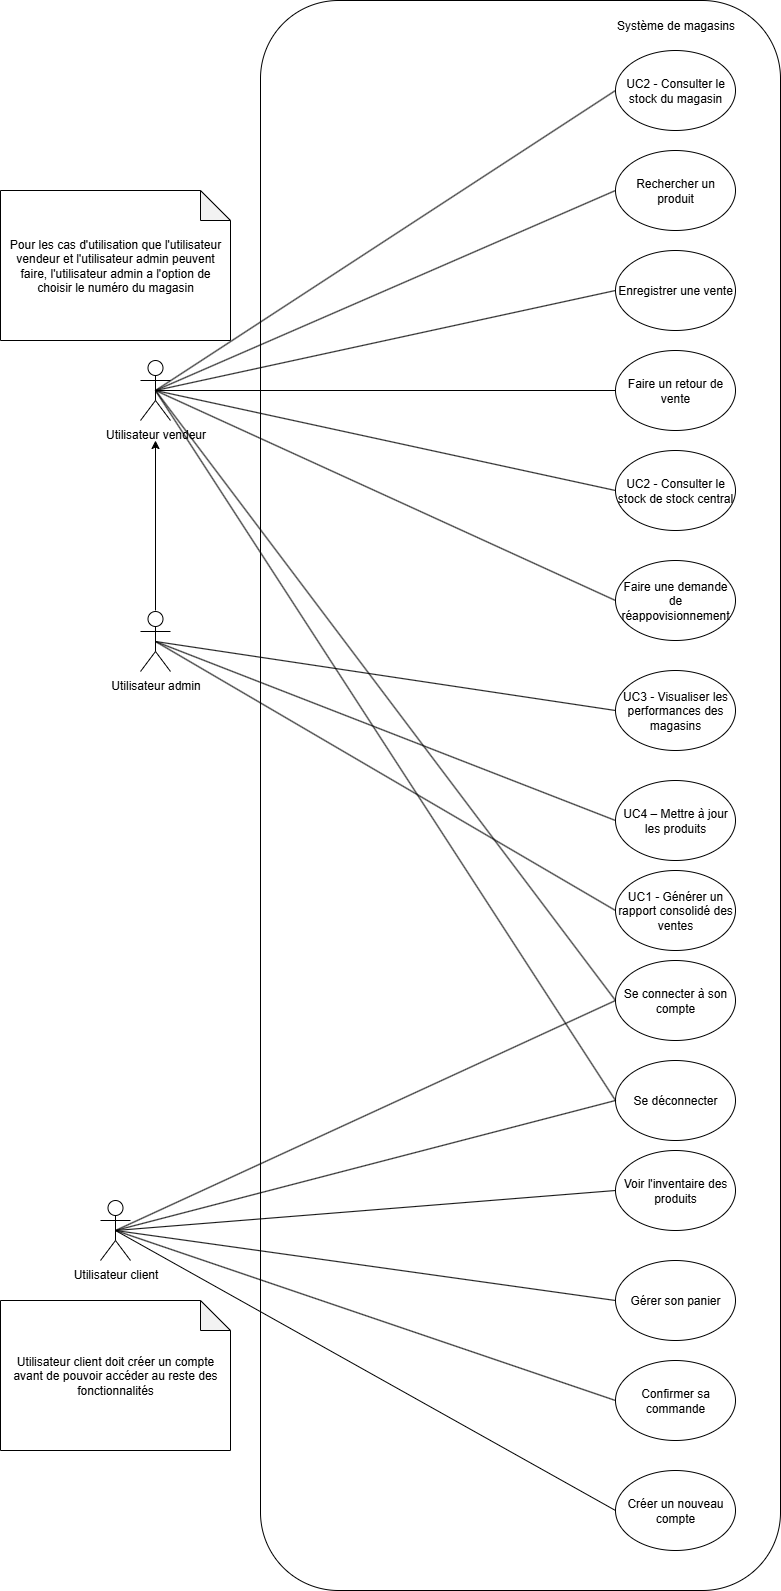 Système de magasins
UC2 - Consulter le
stock du magasin
Rechercher un
produit
Pour les cas d'utilisation que l'utilisateur
vendeur et l'utilisateur admin peuvent
faire, l'utilisateur admin a l'option de
choisir le numéro du magasin
Enregistrer une vente
Faire un retour de
vente
Utilisateur vendeur
UC2 - Consulter le
stock de stock central
Faire une demande
de
réappovisionnement
Utilisateur admin
UC3 - Visualiser les
performances des
magasins
UC4 – Mettre à jour
les produits
UC1 - Générer un
rapport consolidé des
ventes
Se connecter à son
compte
Se déconnecter
Voir l'inventaire des
produits
Utilisateur client
Gérer son panier
Utilisateur client doit créer un compte
avant de pouvoir accéder au reste des
fonctionnalités
Confirmer sa
commande
Créer un nouveau
compte